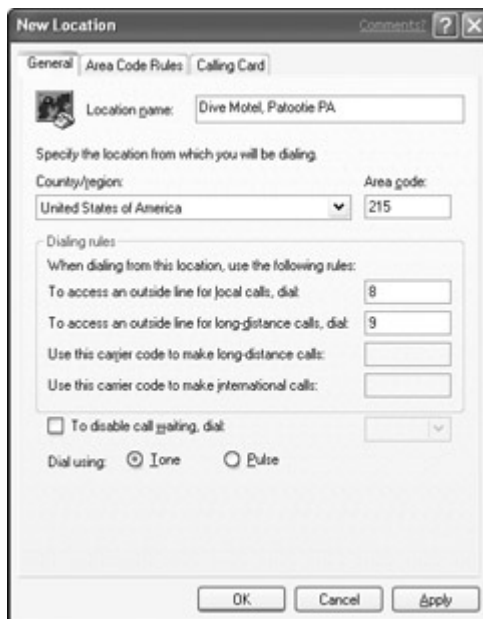 New Location Comments? ?
General Area Code Rules Calling Card
Location name: Dive Motel, Patootie PA
Specify the location from which you will be dialing.
Country/region: Area code:
United States of America 215
Dialing rules
When dialing from this location, use the following rules:
To access an outside line for local calls, dial: 8
To access an outside line for long-distance calls, dial: 9
Use this carrier code to make long-distance calls:
Use this carrier code to make international calls:
To disable call waiting, dial:
Dial using: Tone Pulse
OK Cancel Apply